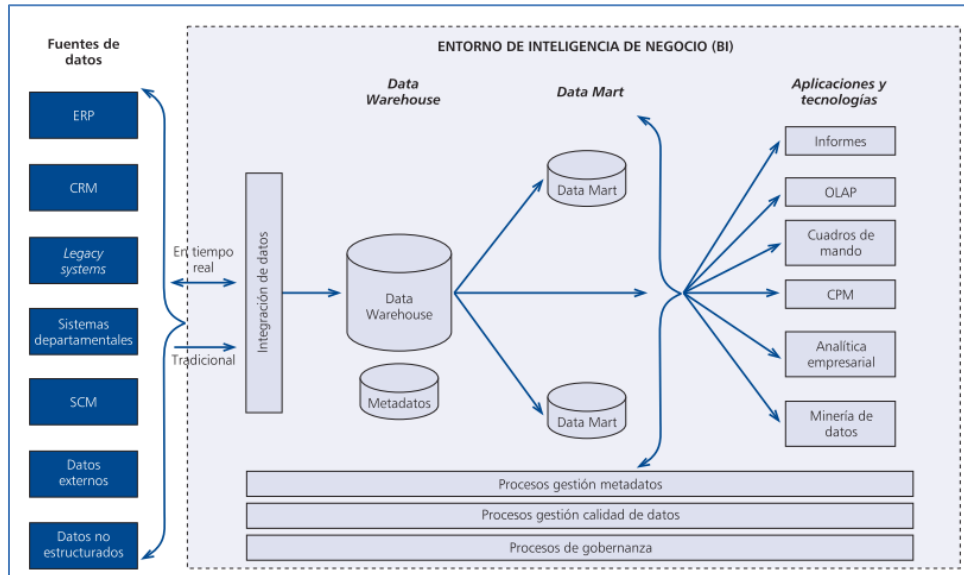 Fuentes de
datos
ERP
CRM
Legacy
systems
Sistemas
departamentales
SCM
Datos
externos
Datos no
estructurados
En tiempo
real
Tradicional
ENTORNO DE INTELIGENCIA DE NEGOCIO (BI)
Integración de datos
Data
Warehouse
Data
Warehouse
Metadatos
Data Mart
Data Mart
Data Mart
Aplicaciones y
tecnologías
Informes
OLAP
Cuadros de
mando
CPM
Analítica
empresarial
Minería de
datos
Procesos gestión metadatos
Procesos gestión calidad de datos
Procesos de gobernanza